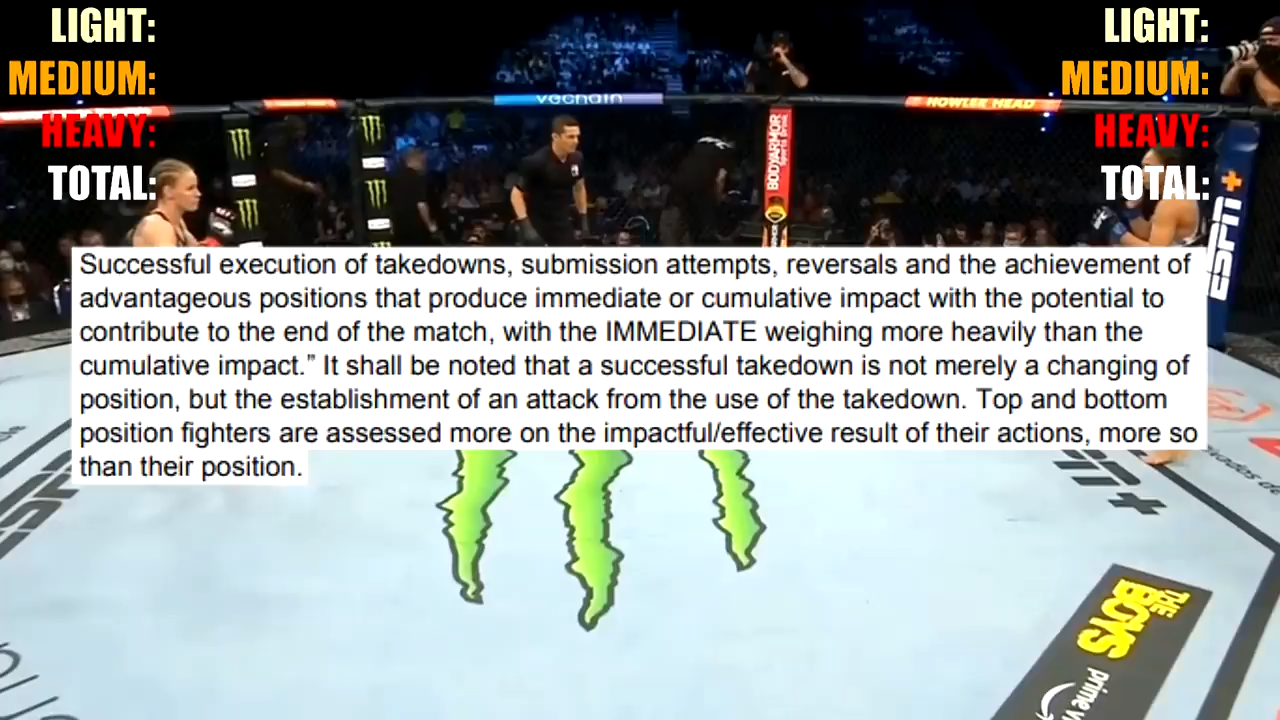 LIGHT:
MEDIUM:
HEAVY:
TOTAL:
LIGHT:
MEDIUM:
HEAVY:
TOTAL:
vechain
HOWLER HEAD
BODYARMOR
ESPN+
Successful execution of takedowns, submission attempts, reversals and the achievement of
advantageous positions that produce immediate or cumulative impact with the potential to
contribute to the end of the match, with the IMMEDIATE weighing more heavily than the
cumulative impact.” It shall be noted that a successful takedown is not merely a changing of
position, but the establishment of an attack from the use of the takedown. Top and bottom
position fighters are assessed more on the impactful/effective result of their actions, more so
than their position.
THE
BOYS
prime